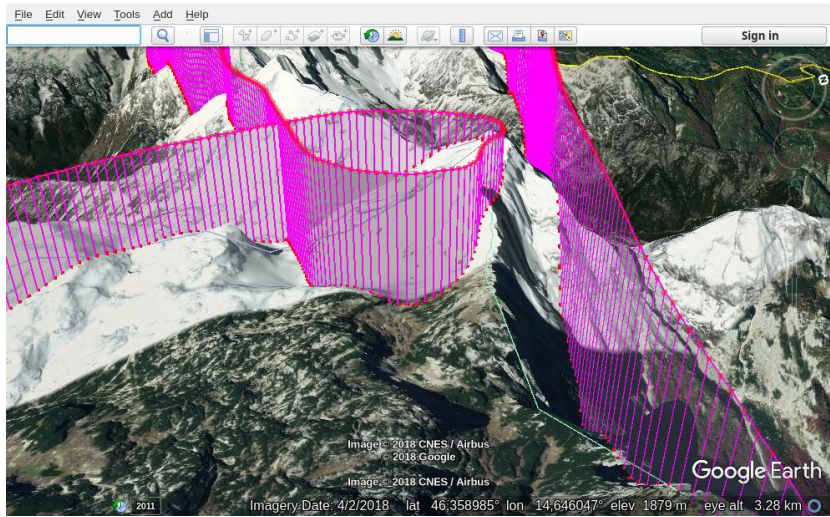 File Edit View Tools Add Help
Sign in
Image © 2018 CNES / Airbus
© 2018 Google
Image © 2018 CNES / Airbus
Google Earth
2011
Imagery Date: 4/2/2018 lat 46,358985° lon 14,646047° elev 1879 m eye alt 3.28 km